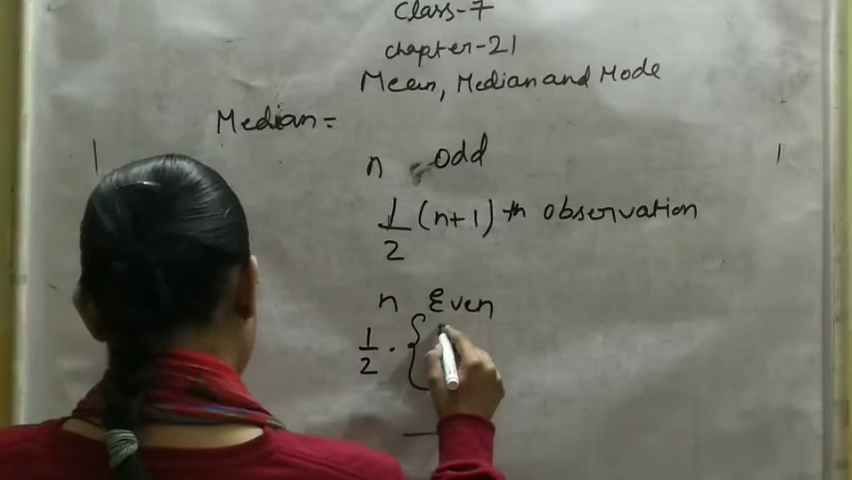 Class-7
chapter-21
Mean, Median and Mode
Median =
n odd
1/2 (n+1) th observation
n Even
1/2 . {